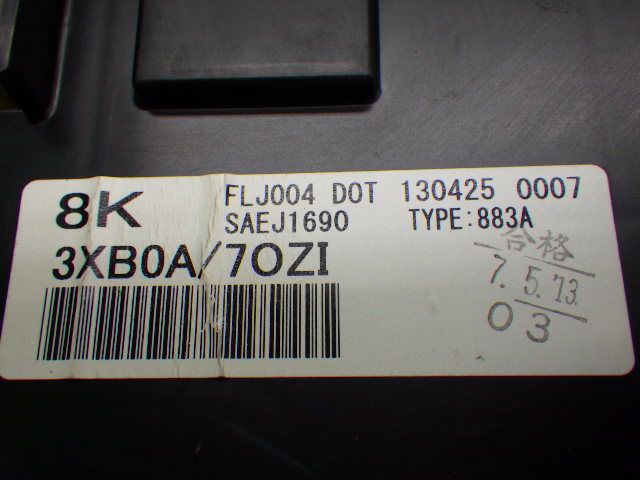 8K FLJ004 DOT 130425 0007
SAEJ1690 TYPE:883A
3XB0A/7OZI
合格
7.5.13.
03